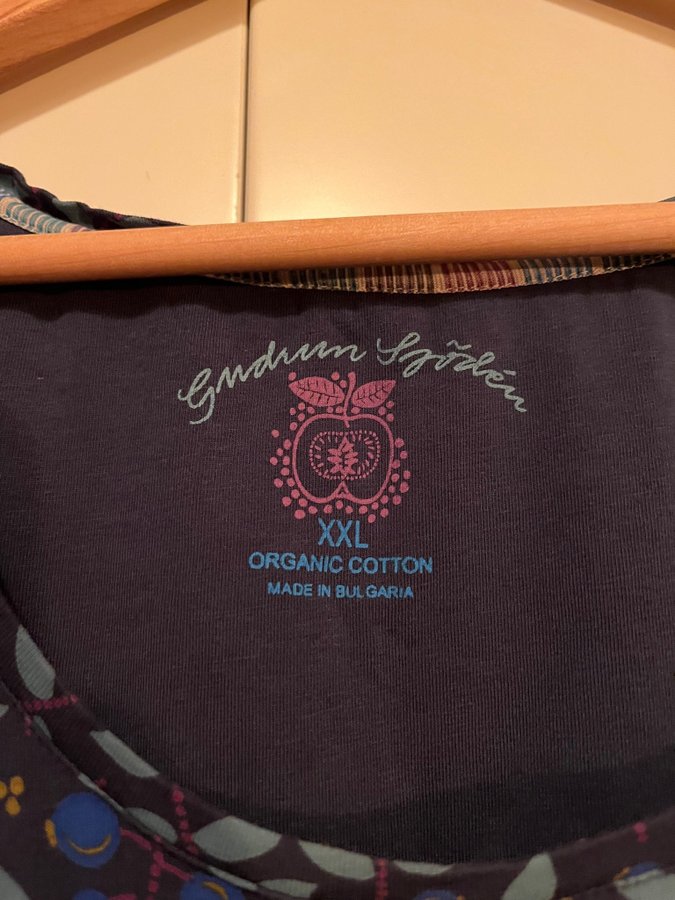 Gudrun Sjödén
XXL
ORGANIC COTTON
MADE IN BULGARIA